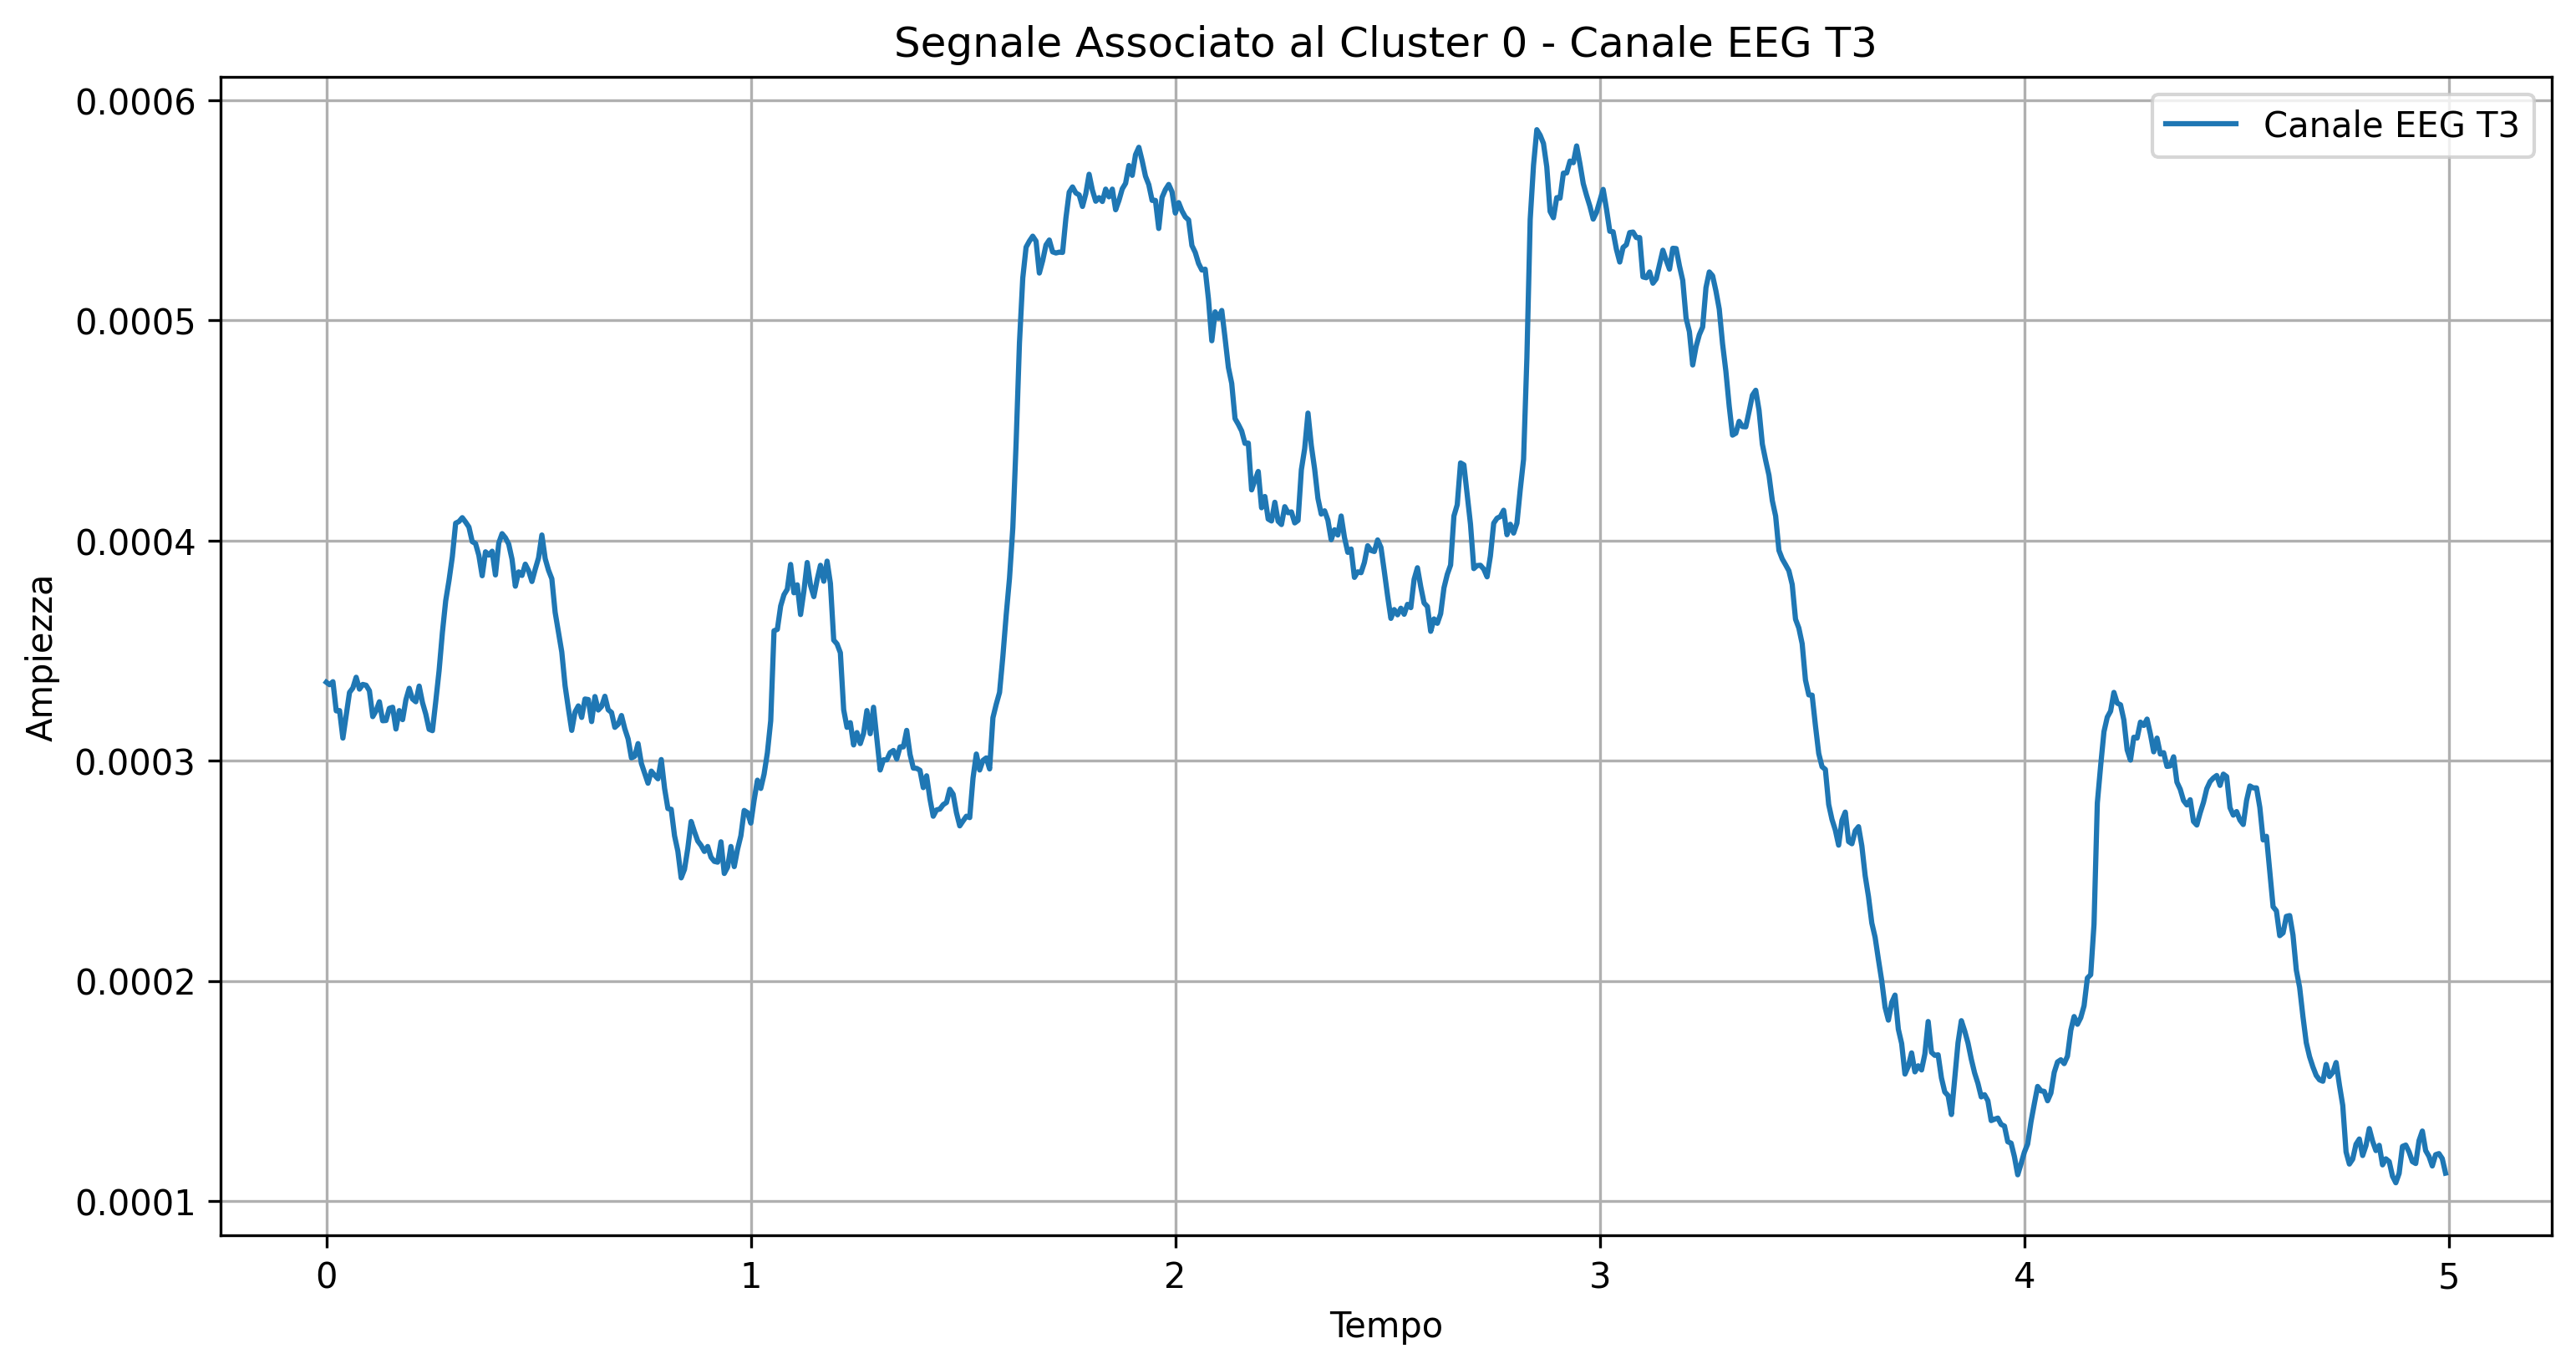 Segnale Associato al Cluster 0 - Canale EEG T3
Canale EEG T3
0.0006
0.0005
0.0004
0.0003
0.0002
0.0001
Ampiezza
0 1 2 3 4 5
Tempo